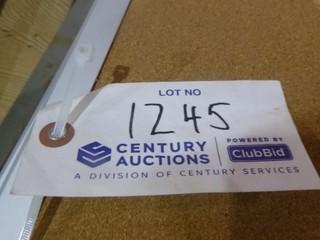 LOT NO
1245
CENTURY AUCTIONS
POWERED BY
ClubBid
A DIVISION OF CENTURY SERVICES